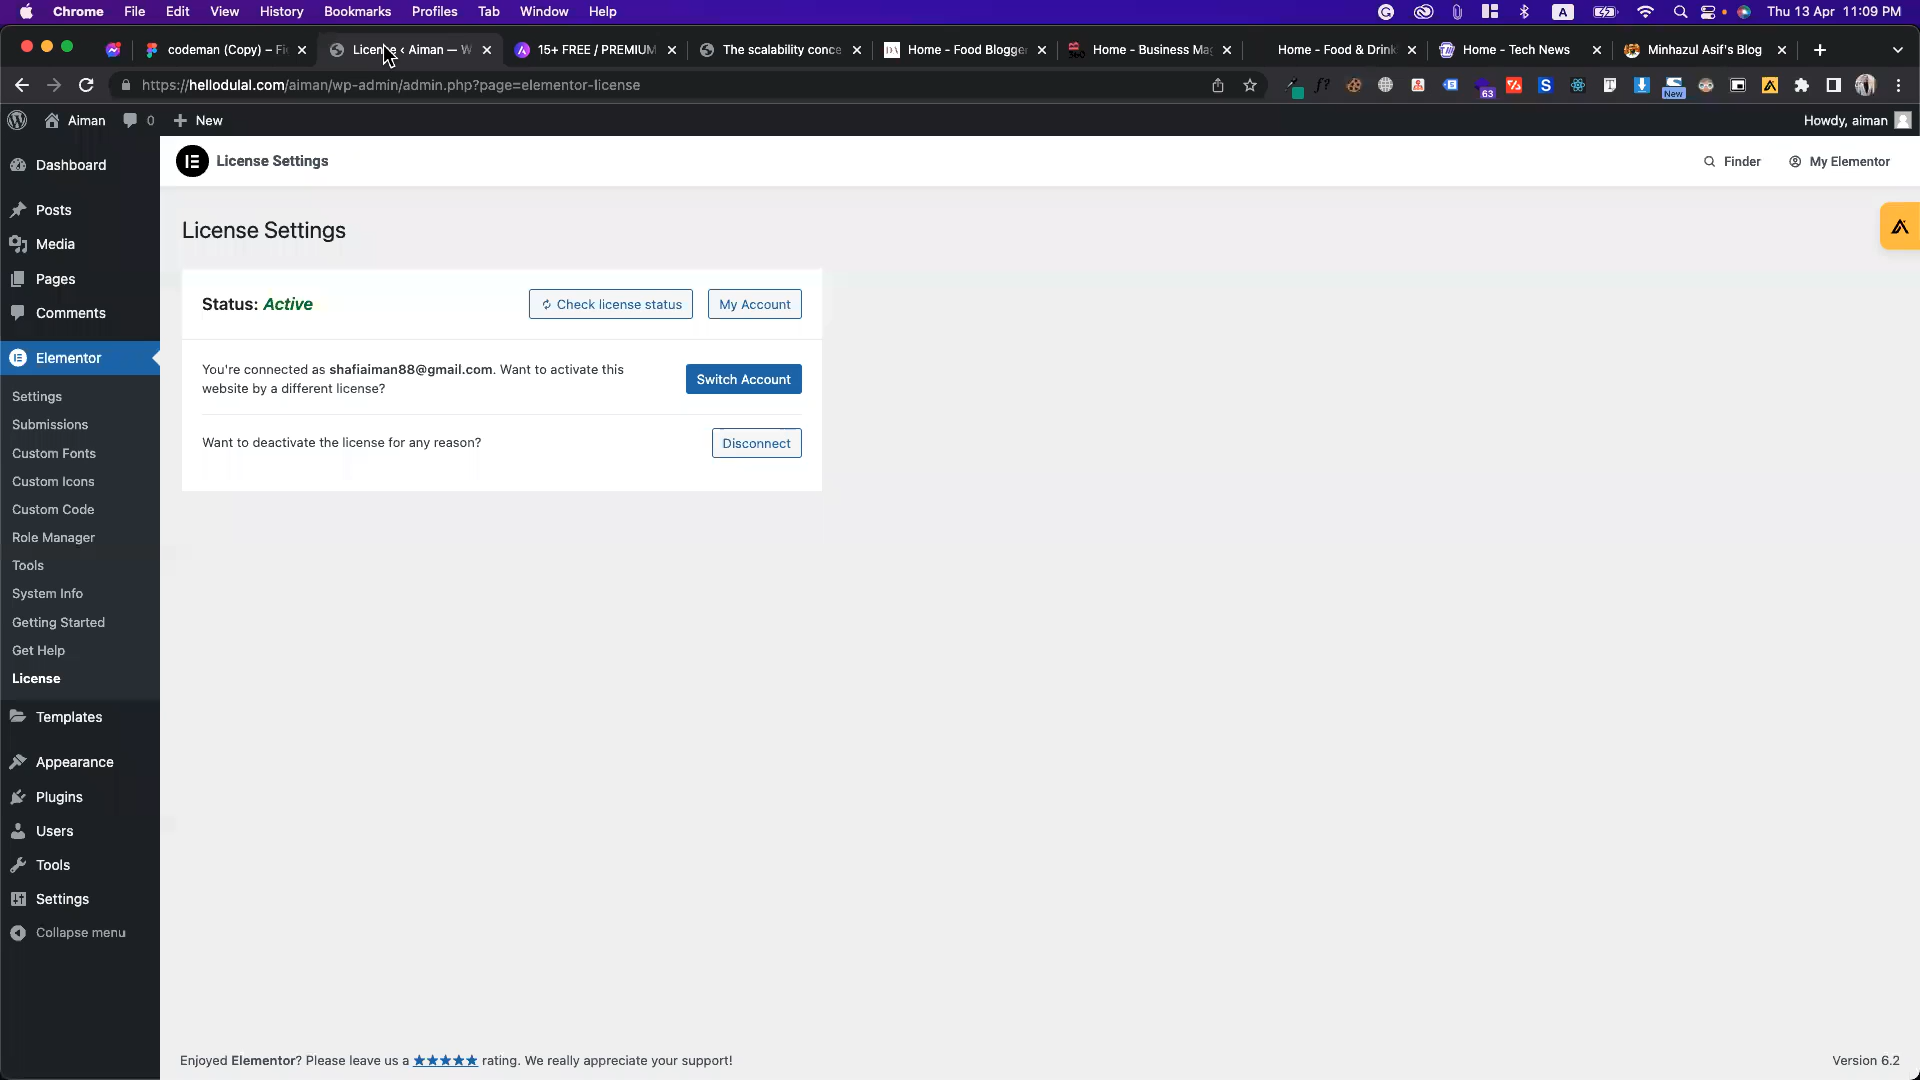 Chrome File Edit View History Bookmarks Profiles Tab Window Help A Thu 13 Apr 11:09 PM
codeman (Copy) – Fi License ‹ Aiman — W 15+ FREE / PREMIUM The scalability conce Home - Food Blogger Home - Business Mag Home - Food & Drink Home - Tech News Minhazul Asif's Blog
https://hellodulal.com/aiman/wp-admin/admin.php?page=elementor-license
f? 63 S T New
Aiman 0 New Howdy, aiman
License Settings Finder My Elementor
Dashboard
Posts
Media
Pages
Comments
Elementor
Settings
Submissions
Custom Fonts
Custom Icons
Custom Code
Role Manager
Tools
System Info
Getting Started
Get Help
License
Templates
Appearance
Plugins
Users
Tools
Settings
Collapse menu
License Settings
Status: Active Check license status My Account
You're connected as shafiaiman88@gmail.com. Want to activate this
website by a different license?
Switch Account
Want to deactivate the license for any reason? Disconnect
Enjoyed Elementor? Please leave us a ★★★★★ rating. We really appreciate your support! Version 6.2